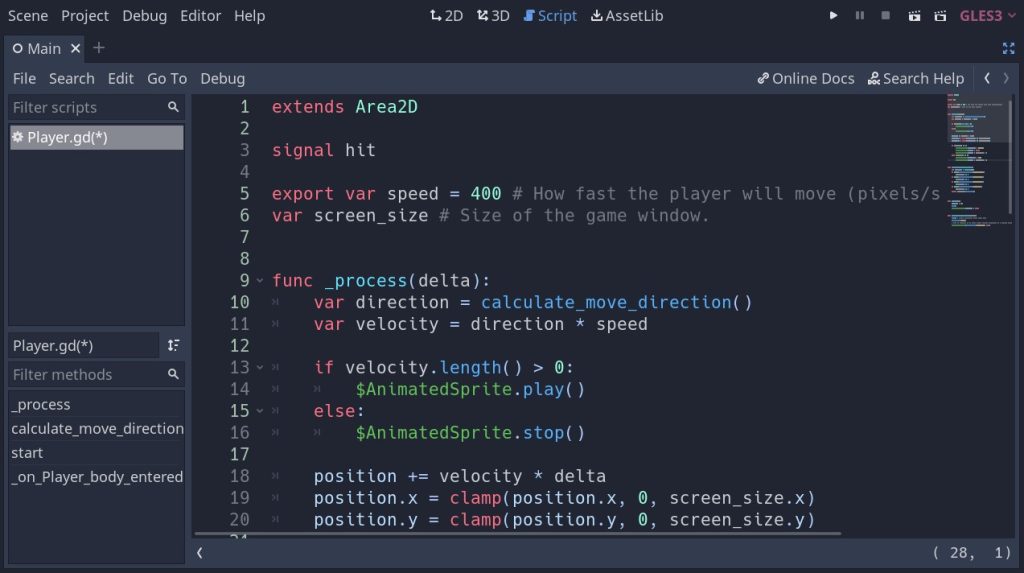 Scene Project Debug Editor Help 2D 3D Script AssetLib GLES3
Main
File Search Edit Go To Debug Online Docs Search Help
Filter scripts
Player.gd(*)
Player.gd(*)
Filter methods
_process
calculate_move_direction
start
_on_Player_body_entered
1 extends Area2D
2
3 signal hit
4
5 export var speed = 400 # How fast the player will move (pixels/s
6 var screen_size # Size of the game window.
7
8
9 func _process(delta):
10 var direction = calculate_move_direction()
11 var velocity = direction * speed
12
13 if velocity.length() > 0:
14 $AnimatedSprite.play()
15 else:
16 $AnimatedSprite.stop()
17
18 position += velocity * delta
19 position.x = clamp(position.x, 0, screen_size.x)
20 position.y = clamp(position.y, 0, screen_size.y)
( 28, 1)